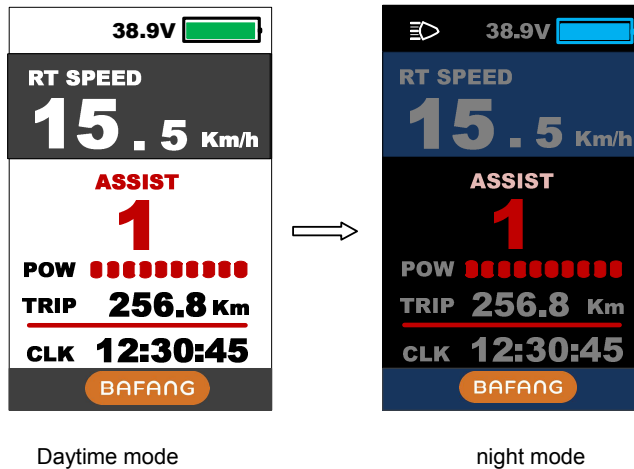 38.9V
RT SPEED
15.5 Km/h
ASSIST
1
POW
TRIP 256.8 Km
CLK 12:30:45
BAFANG
Daytime mode
38.9V
RT SPEED
15.5 Km/h
ASSIST
1
POW
TRIP 256.8 Km
CLK 12:30:45
BAFANG
night mode